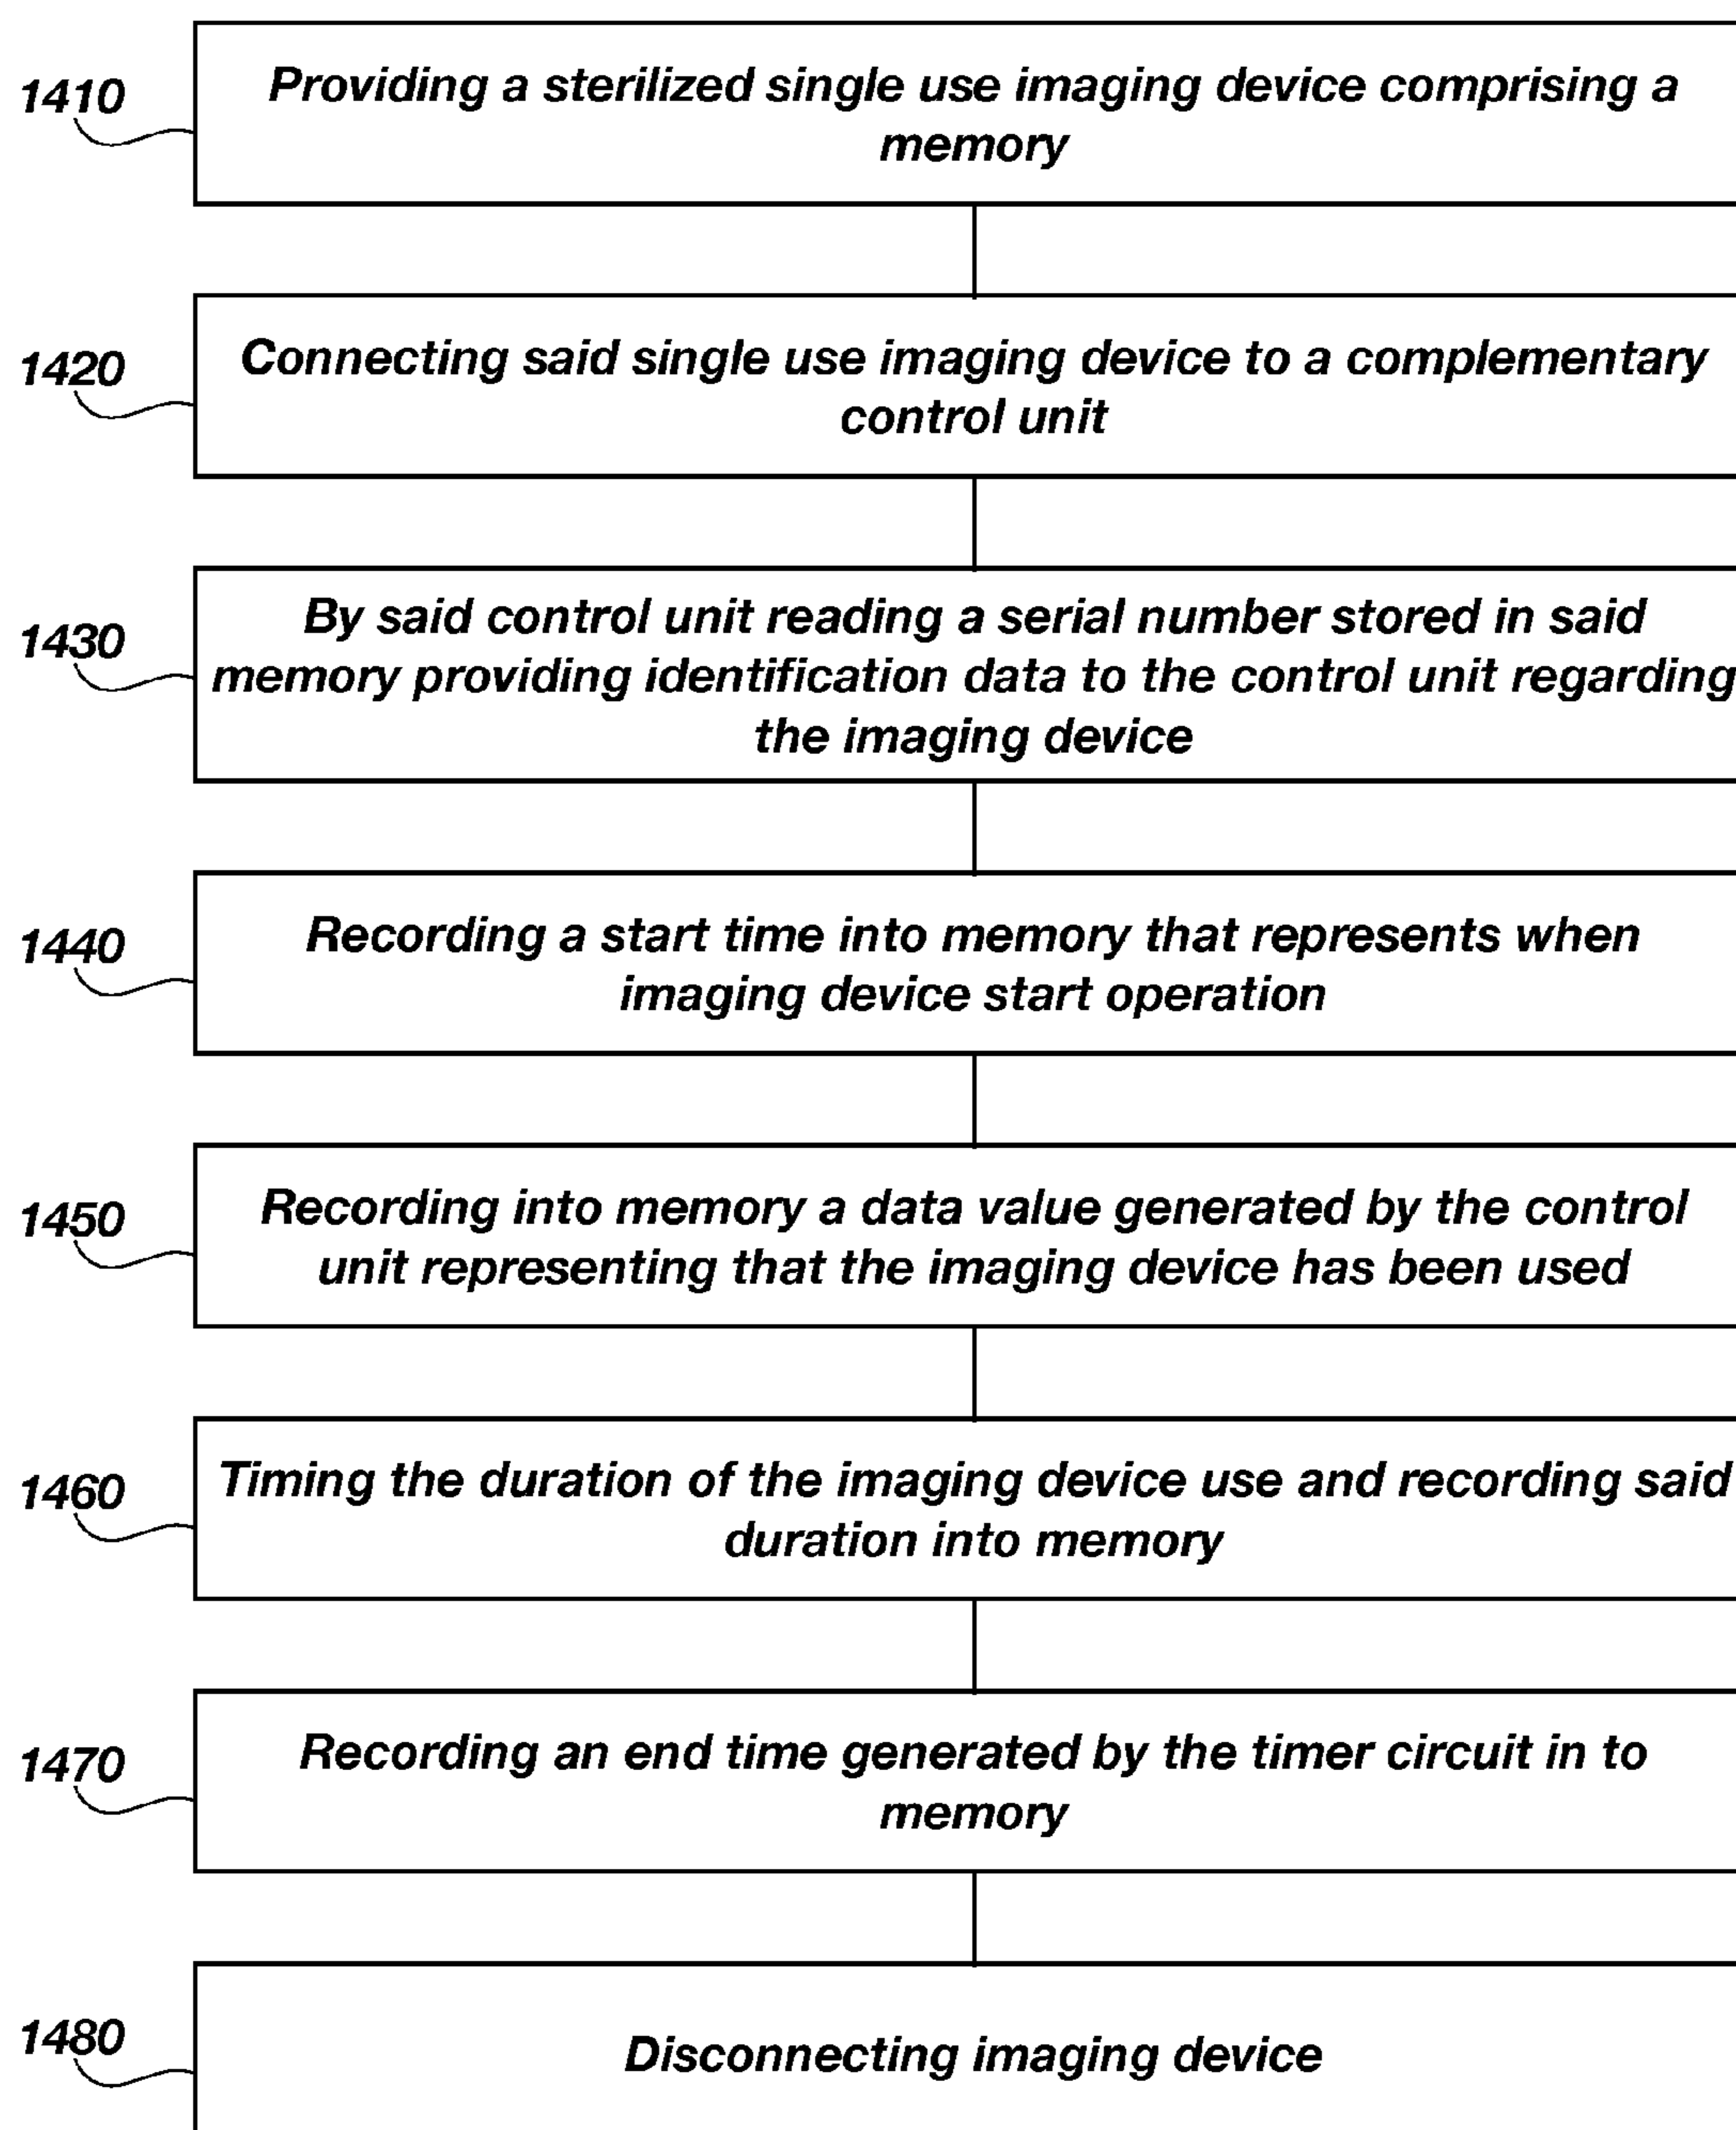 1410
Providing a sterilized single use imaging device comprising a
memory
1420
Connecting said single use imaging device to a complementary
control unit
1430
By said control unit reading a serial number stored in said
memory providing identification data to the control unit regarding
the imaging device
1440
Recording a start time into memory that represents when
imaging device start operation
1450
Recording into memory a data value generated by the control
unit representing that the imaging device has been used
1460
Timing the duration of the imaging device use and recording said
duration into memory
1470
Recording an end time generated by the timer circuit in to
memory
1480
Disconnecting imaging device